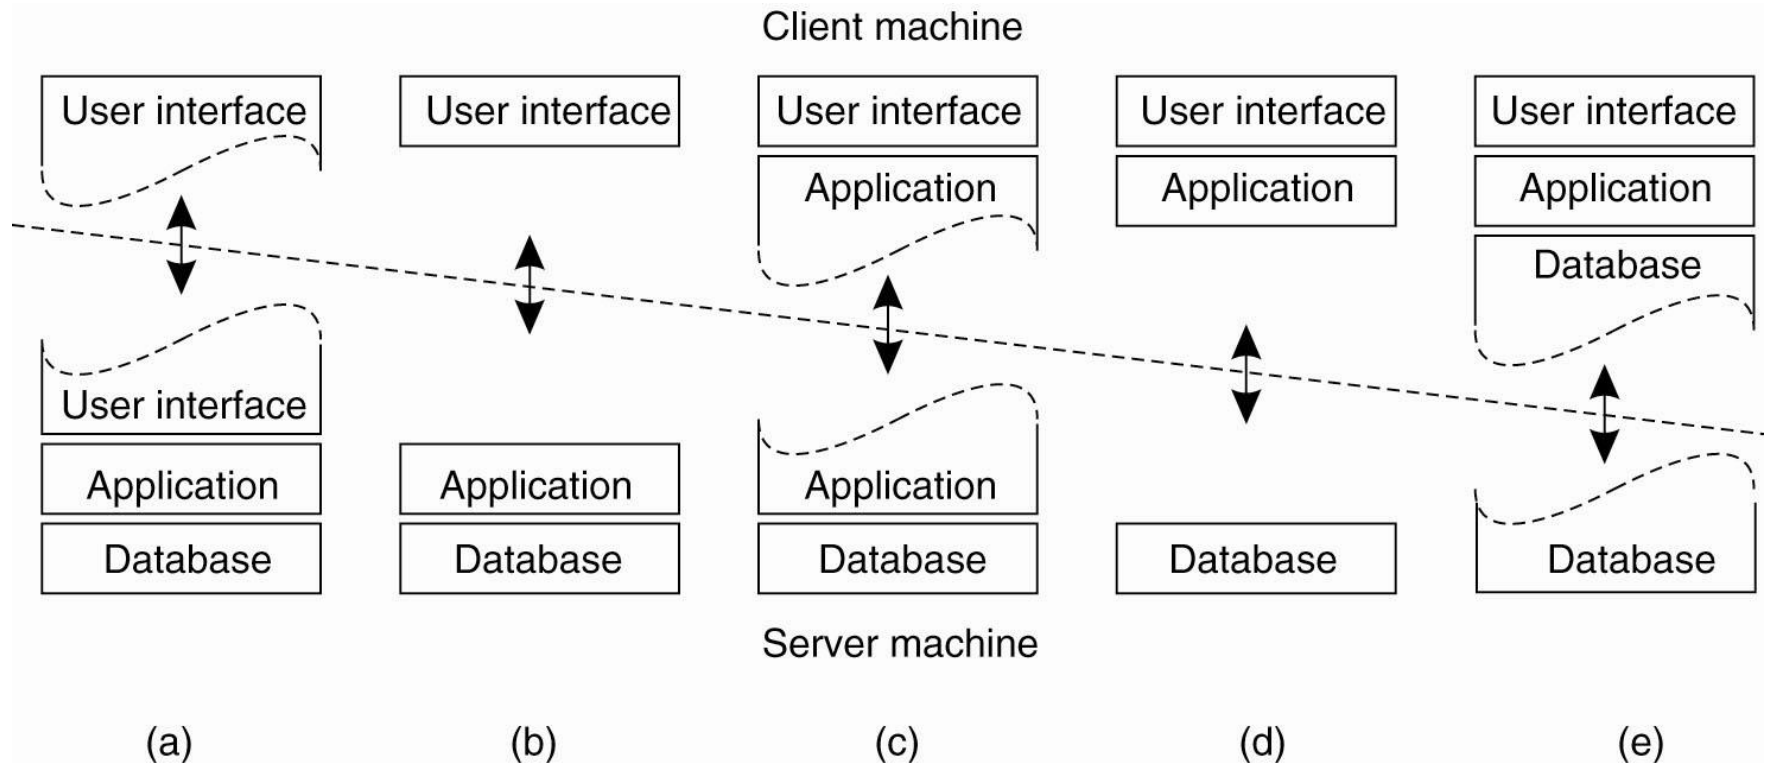 Client machine
User interface User interface User interface User interface User interface
Application Application Application
Database
User interface
Application Application Application
Database Database Database Database Database
Server machine
(a) (b) (c) (d) (e)